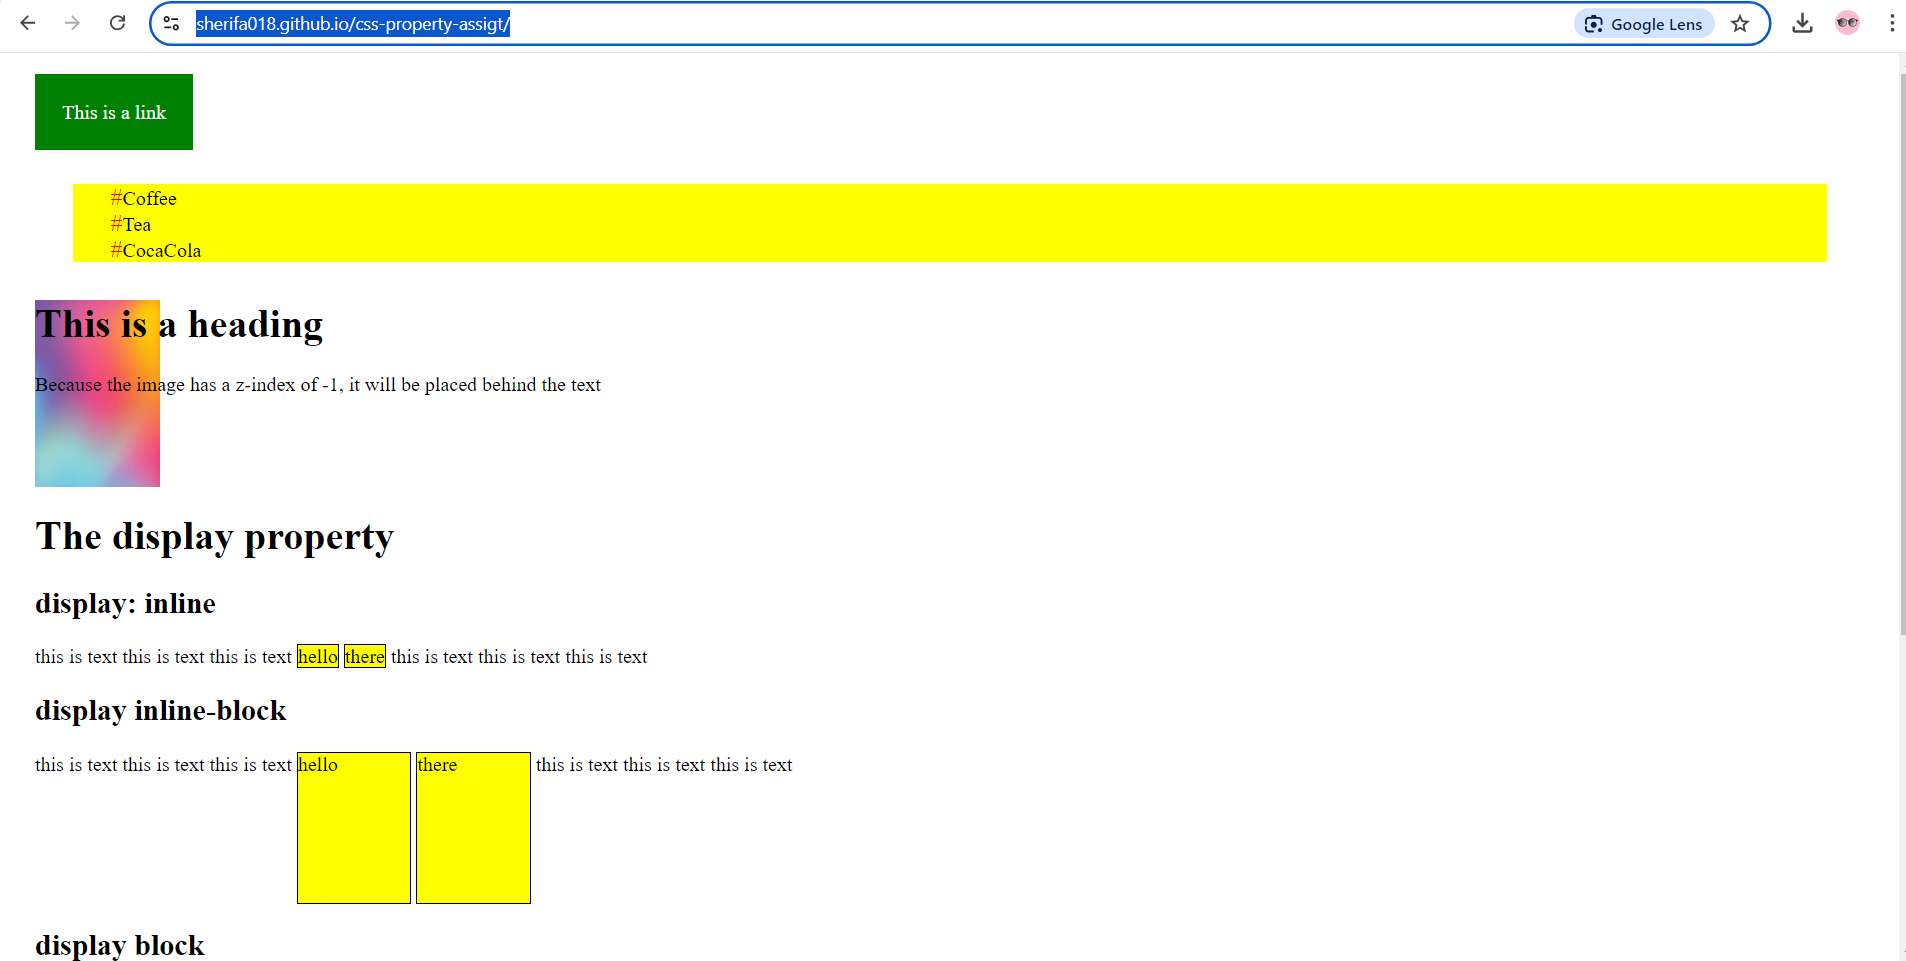 sherifa018.github.io/css-property-assigt/
Google Lens
This is a link
#Coffee
#Tea
#CocaCola
This is a heading
Because the image has a z-index of -1, it will be placed behind the text
The display property
display: inline
this is text this is text this is text hello there this is text this is text this is text
display inline-block
this is text this is text this is text hello there this is text this is text this is text
display block